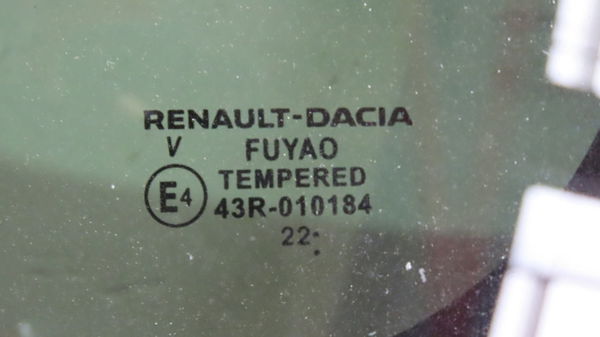 RENAULT-DACIA
V FUYAO
E4 TEMPERED
43R-010184
22